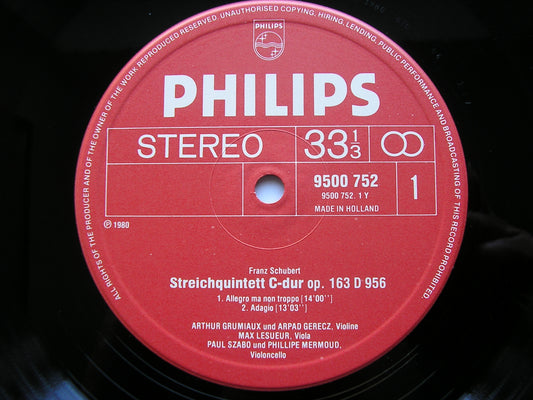 ALL RIGHTS OF THE PRODUCER AND OF THE OWNER OF THE WORK REPRODUCED RESERVED. UNAUTHORISED COPYING, HIRING, LENDING, PUBLIC PERFORMANCE AND BROADCASTING OF THIS RECORD PROHIBITED.
PHILIPS
PHILIPS
STEREO 33 1/3
9500 752
9500 752. 1 Y
MADE IN HOLLAND
1
℗ 1980
Franz Schubert
Streichquintett C-dur op. 163 D 956
1. Allegro ma non troppo [14'00'']
2. Adagio [13'03'']
ARTHUR GRUMIAUX und ARPAD GERECZ, Violine
MAX LESUEUR, Viola
PAUL SZABO und PHILLIPE MERMOUD,
Violoncello